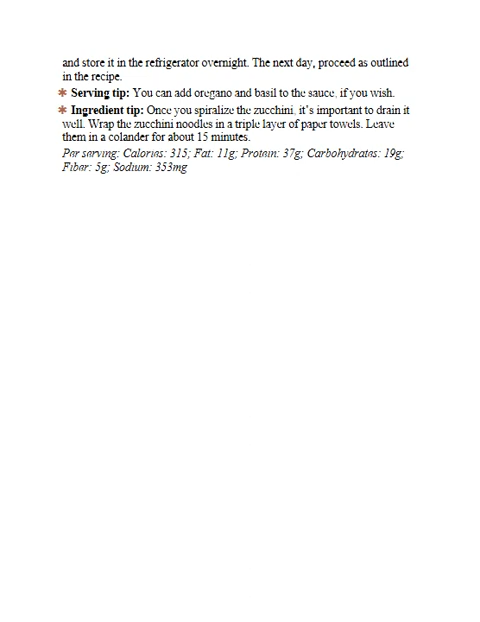 and store it in the refrigerator overnight. The next day, proceed as outlined
in the recipe.
✱ Serving tip: You can add oregano and basil to the sauce, if you wish.
✱ Ingredient tip: Once you spiralize the zucchini, it's important to drain it
well. Wrap the zucchini noodles in a triple layer of paper towels. Leave
them in a colander for about 15 minutes.
Per serving: Calories: 315; Fat: 11g; Protein: 37g; Carbohydrates: 19g;
Fiber: 5g; Sodium: 353mg